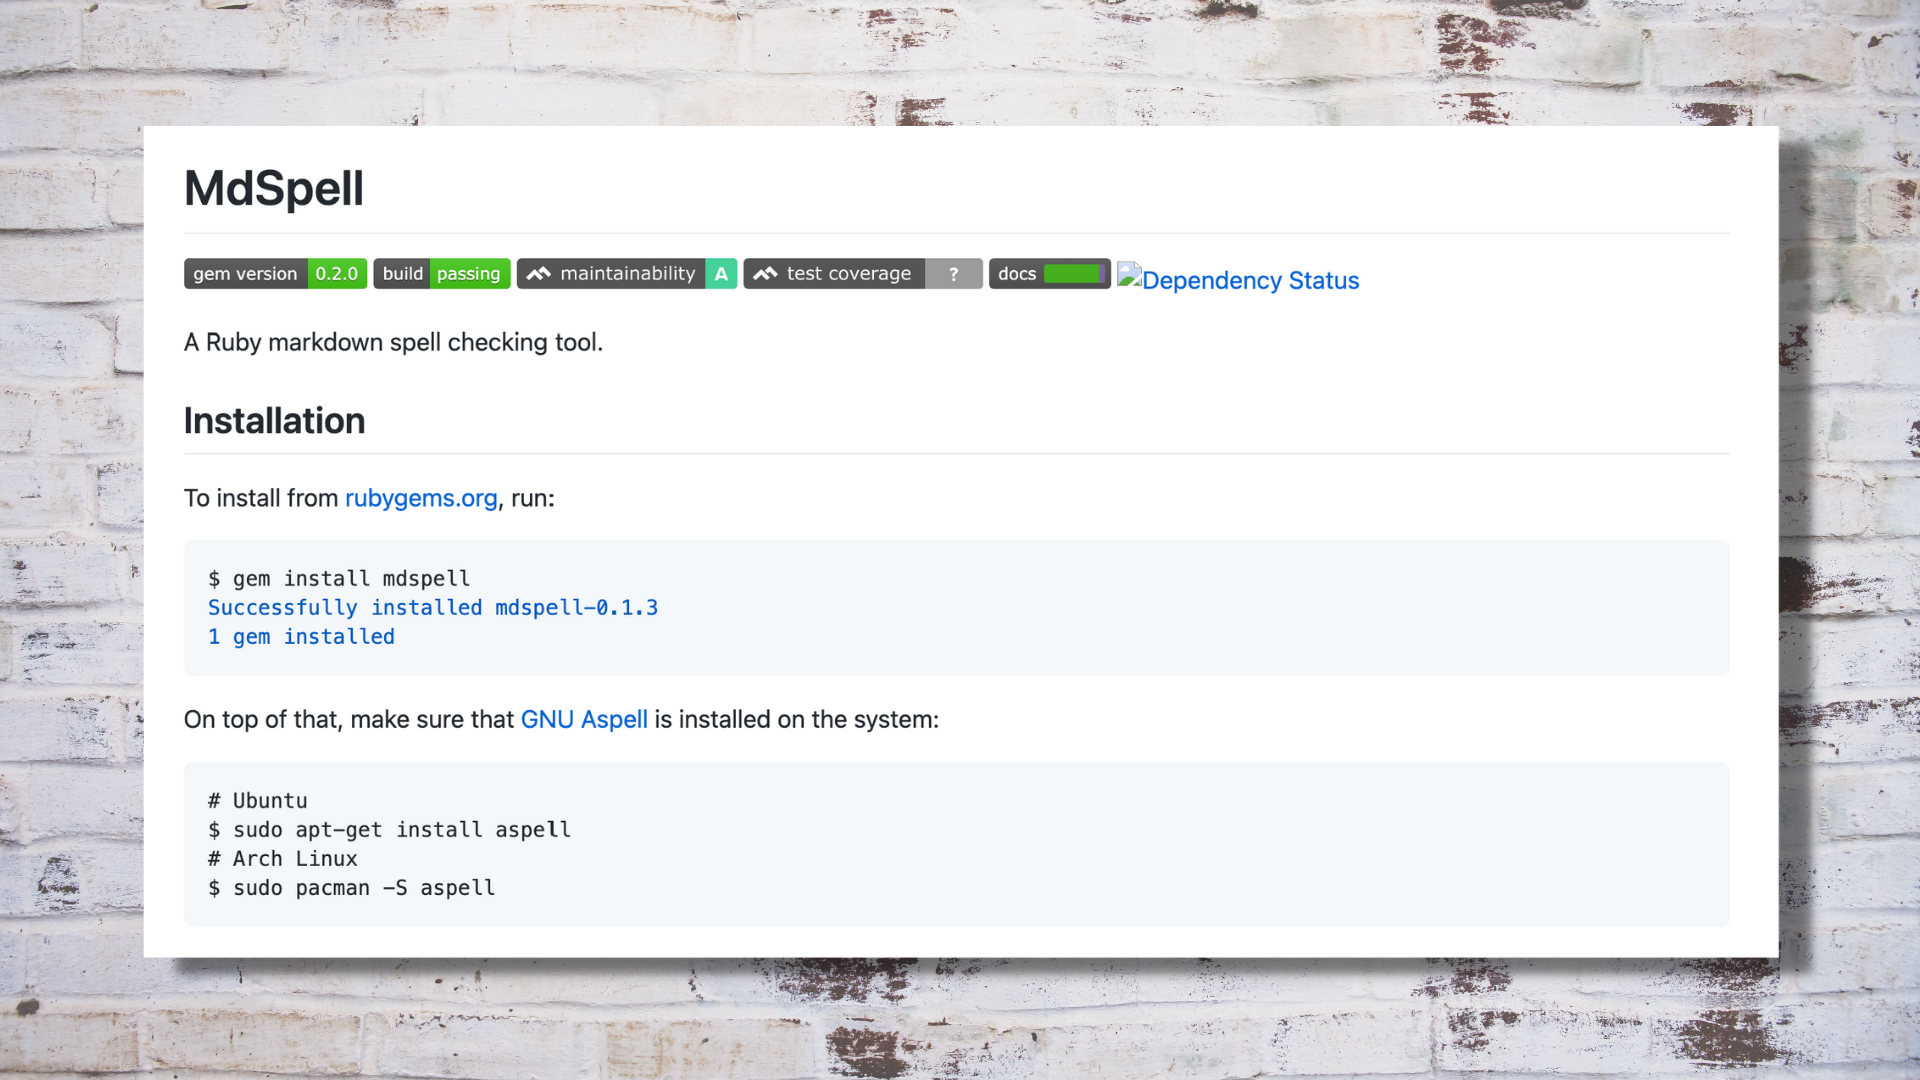 MdSpell
gem version 0.2.0 build passing maintainability A test coverage ? docs Dependency Status
A Ruby markdown spell checking tool.
Installation
To install from rubygems.org, run:
$ gem install mdspell
Successfully installed mdspell-0.1.3
1 gem installed
On top of that, make sure that GNU Aspell is installed on the system:
# Ubuntu
$ sudo apt-get install aspell
# Arch Linux
$ sudo pacman -S aspell